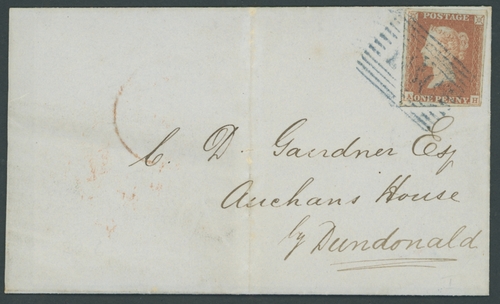 POSTAGE
ONE PENNY
C. D. Gairdner Esq
Auchans House
by Dundonald